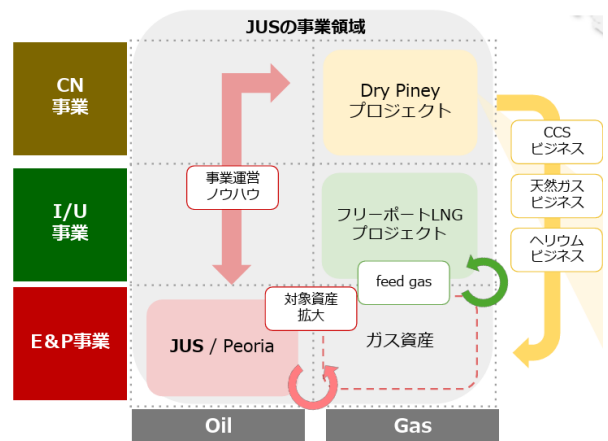 JUSの事業領域
CN
事業
Dry Piney
プロジェクト
CCS
ビジネス
事業運営
ノウハウ
天然ガス
ビジネス
I/U
事業
フリーポートLNG
プロジェクト
ヘリウム
ビジネス
feed gas
対象資産
拡大
E&P事業
JUS / Peoria
ガス資産
Oil
Gas